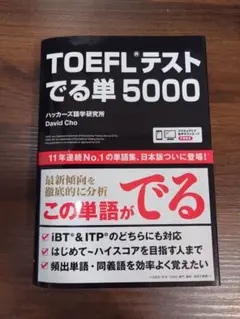 TOEFL®テスト
でる単5000
ハッカーズ語学研究所
David Cho
11年連続No.1の単語集、日本版ついに登場!
最新傾向を
徹底的に分析
この単語がでる
iBT®&ITP®のどちらにも対応
はじめて~ハイスコアを目指す人まで
頻出単語・同義語を効率よく覚えたい